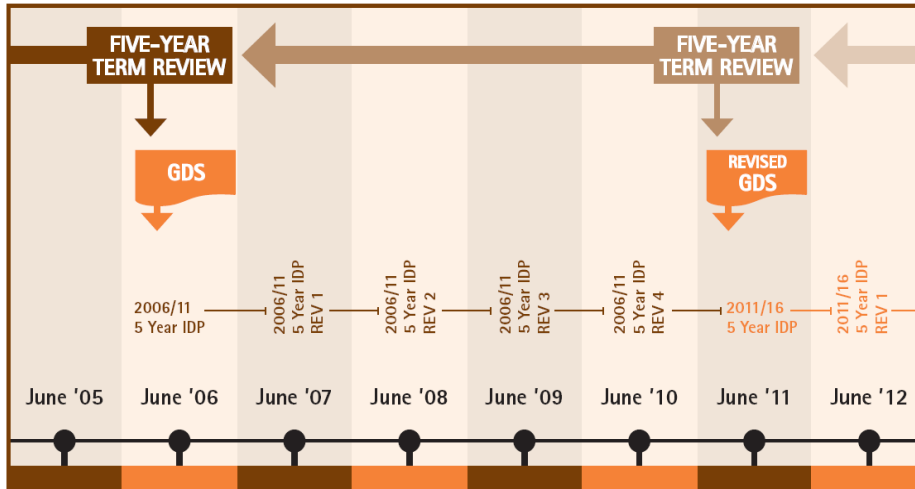 FIVE-YEAR
TERM REVIEW
FIVE-YEAR
TERM REVIEW
GDS
REVISED
GDS
2006/11
5 Year IDP
2006/11
5 Year IDP
REV 1
2006/11
5 Year IDP
REV 2
2006/11
5 Year IDP
REV 3
2006/11
5 Year IDP
REV 4
2011/16
5 Year IDP
2011/16
5 Year IDP
REV 1
June '05
June '06
June '07
June '08
June '09
June '10
June '11
June '12